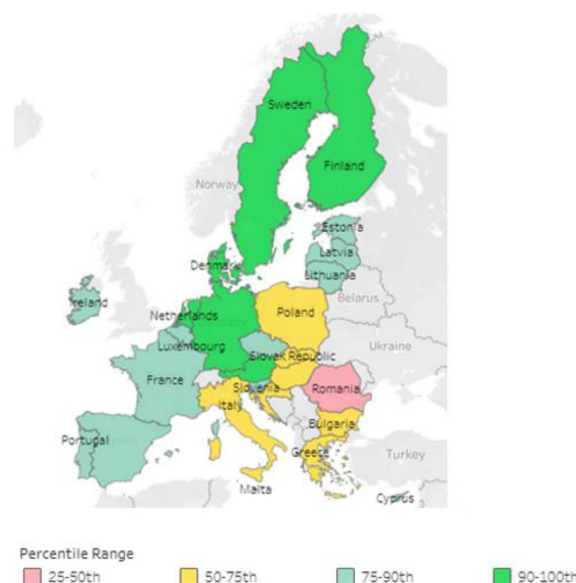 Sweden
Finland
Norway
Estonia
Latvia
Denmark
Lithuania
Ireland
Belarus
Netherlands
Poland
Luxembourg
Ukraine
Slovak Republic
France
Slovenia
Romania
Italy
Bulgaria
Portugal
Greece
Turkey
Malta
Cyprus
Percentile Range
25-50th 50-75th 75-90th 90-100th